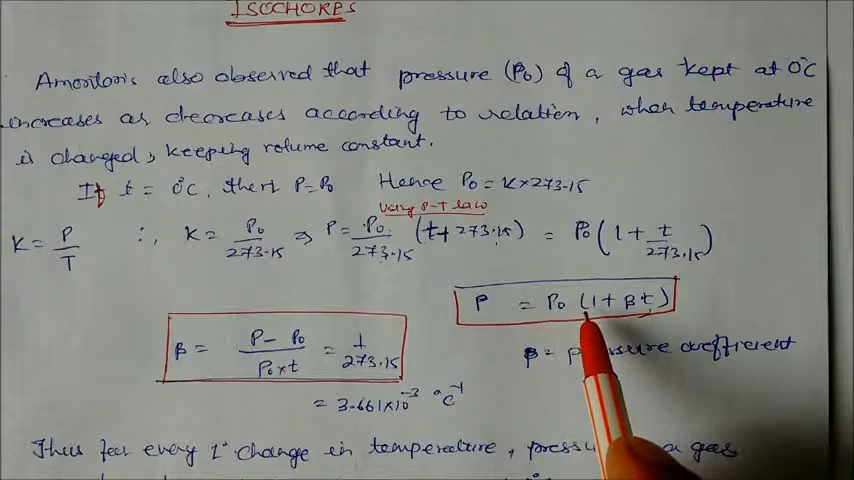 ISOCHORES
Amonton's also observed that pressure (P₀) of a gas kept at 0°C
increases or decreases according to relation, when temperature
is changed, keeping volume constant.
If t = 0°C, then P = P₀ Hence P₀ = K×273.15
Using P-T law
K = P/T ∴, K = P₀/273.15 ⇒ P = P₀/273.15 (t+273.15) = P₀(1 + t/273.15)
P = P₀ (1 + βt)
β = P - P₀/P₀×t = 1/273.15
β = coefficient
= 3.661×10⁻³ °C⁻¹
Thus for every 1° change in temperature, a gas